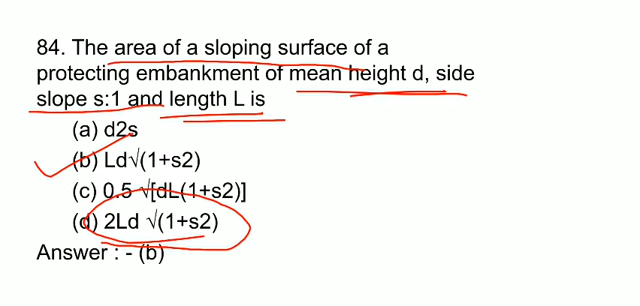 84. The area of a sloping surface of a
protecting embankment of mean height d, side
slope s:1 and length L is
(a) d2s
(b) Ld√(1+s2)
(c) 0.5 √[dL(1+s2)]
(d) 2Ld √(1+s2)
Answer : - (b)